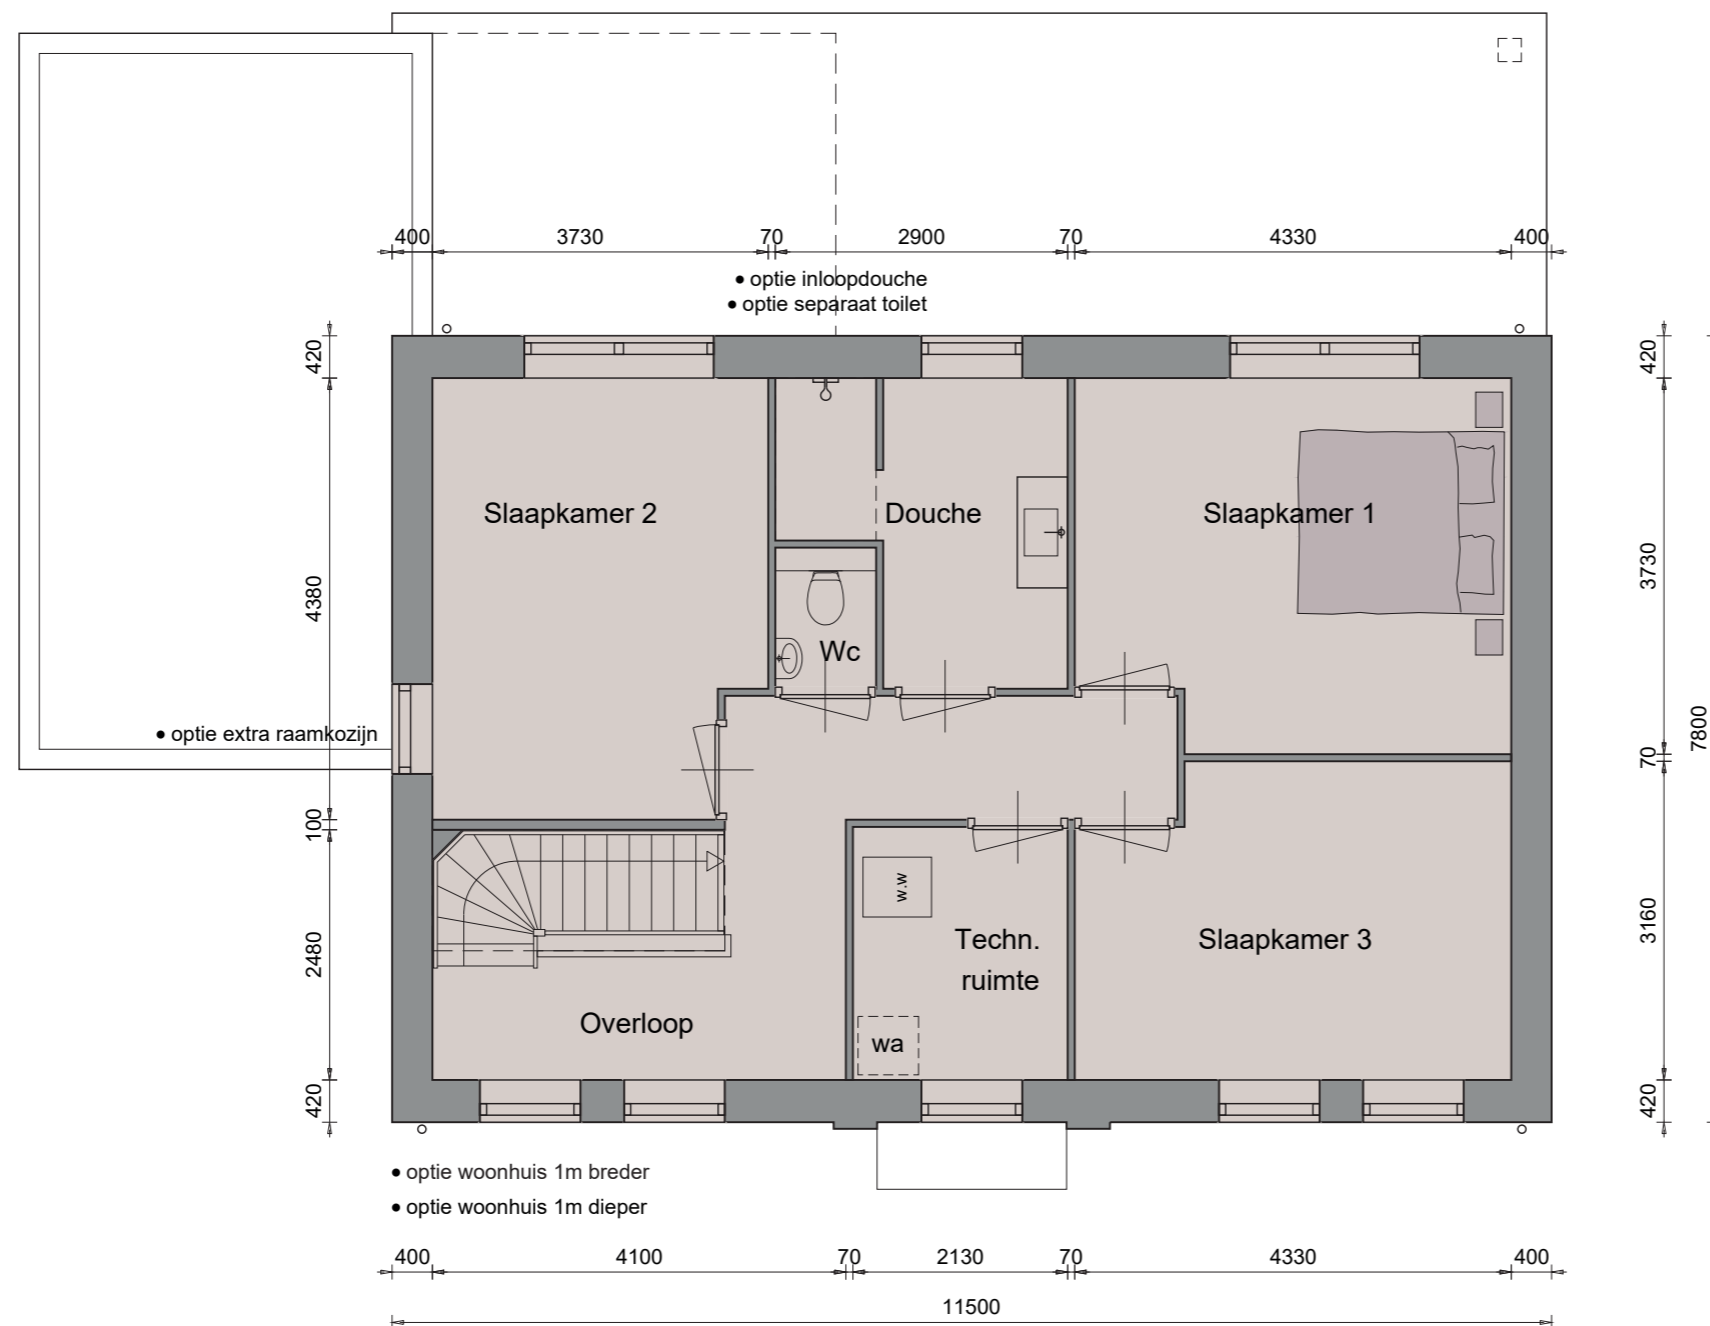 400 3730 70 2900 70 4330 400
• optie inloopdouche
• optie separaat toilet
420
420
Slaapkamer 2
Douche
Slaapkamer 1
3730
4380
Wc
• optie extra raamkozijn
7800
70
100
w.w
3160
2480
Techn.
ruimte
Slaapkamer 3
Overloop
wa
420
420
• optie woonhuis 1m breder
• optie woonhuis 1m dieper
400 4100 70 2130 70 4330 400
11500